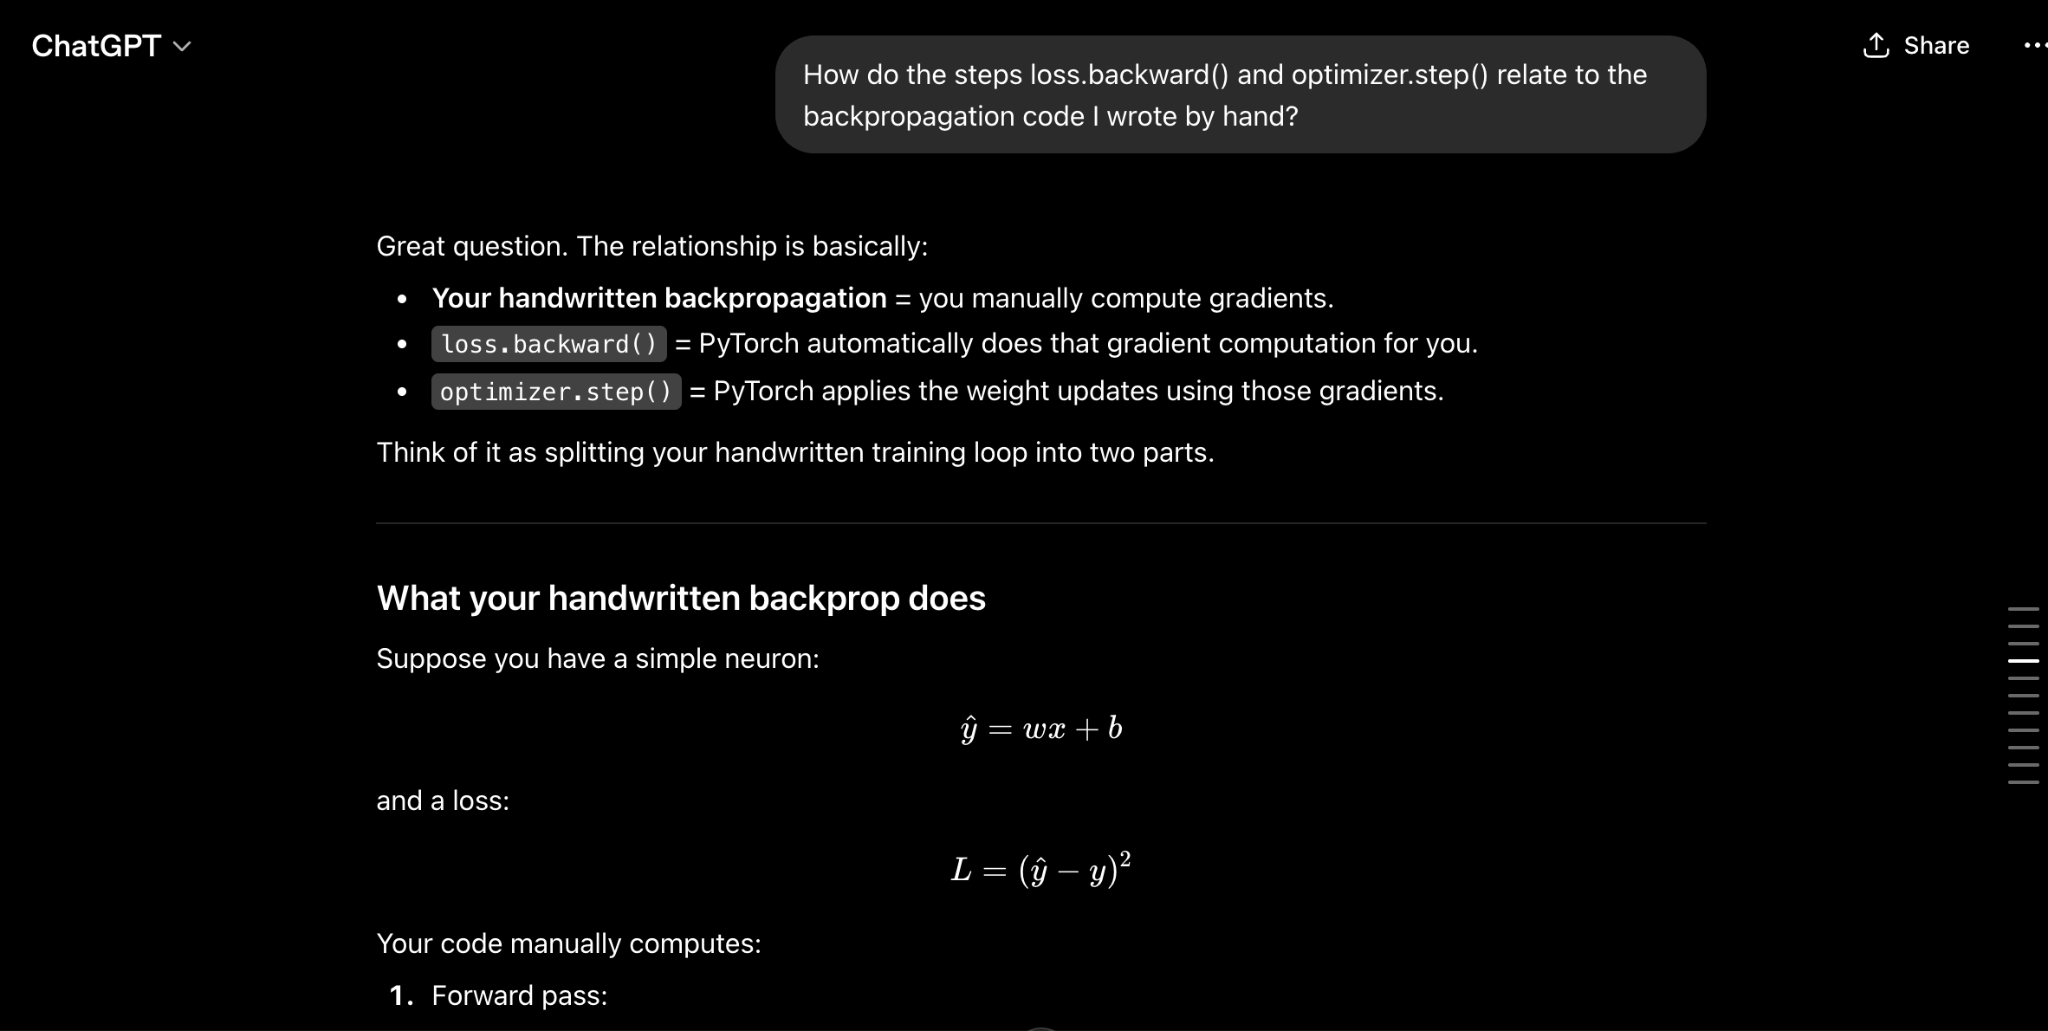 ChatGPT
Share
How do the steps loss.backward() and optimizer.step() relate to the
backpropagation code I wrote by hand?
Great question. The relationship is basically:
• Your handwritten backpropagation = you manually compute gradients.
• loss.backward() = PyTorch automatically does that gradient computation for you.
• optimizer.step() = PyTorch applies the weight updates using those gradients.
Think of it as splitting your handwritten training loop into two parts.
What your handwritten backprop does
Suppose you have a simple neuron:
ŷ = wx + b
and a loss:
L = (ŷ − y)²
Your code manually computes:
1. Forward pass: